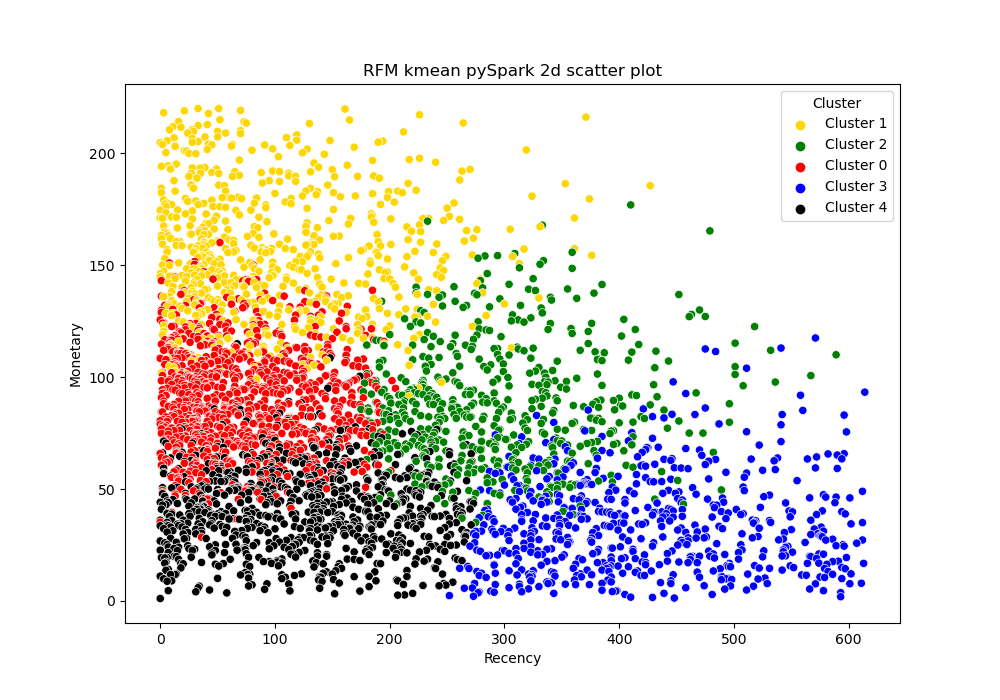 RFM kmean pySpark 2d scatter plot
Cluster
Cluster 1
Cluster 2
Cluster 0
Cluster 3
Cluster 4
200
150
100
50
0
Monetary
0 100 200 300 400 500 600
Recency